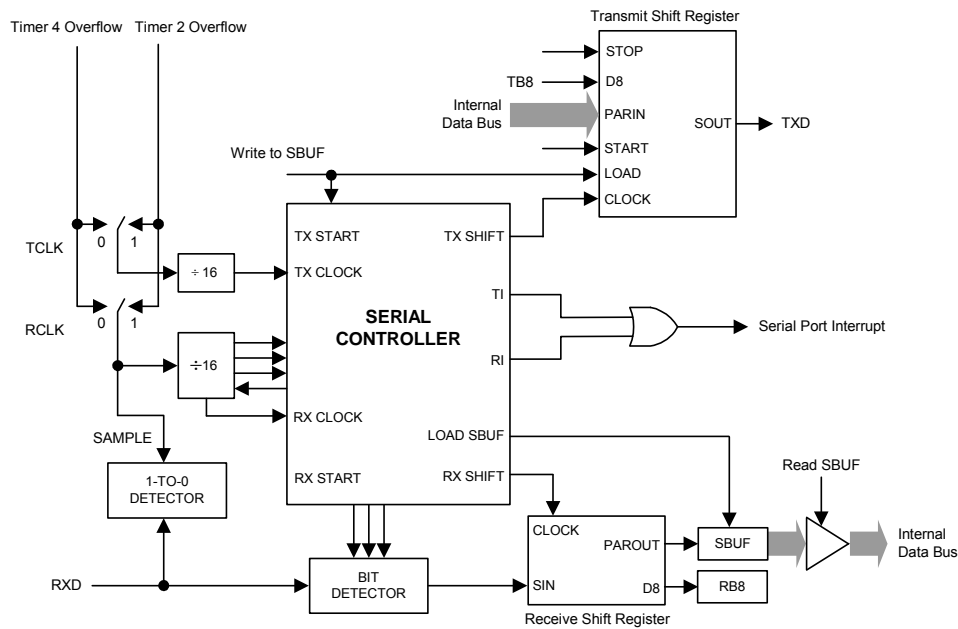 Transmit Shift Register
Timer 4 Overflow
Timer 2 Overflow
STOP
TB8
D8
Internal
Data Bus
PARIN
SOUT
TXD
START
Write to SBUF
LOAD
CLOCK
TX START
TX SHIFT
TCLK
0
1
÷ 16
TX CLOCK
TI
RCLK
0
1
SERIAL
CONTROLLER
Serial Port Interrupt
÷16
RI
RX CLOCK
SAMPLE
LOAD SBUF
1-TO-0
DETECTOR
RX START
RX SHIFT
Read SBUF
CLOCK
PAROUT
SBUF
Internal
Data Bus
RXD
BIT
DETECTOR
SIN
D8
RB8
Receive Shift Register